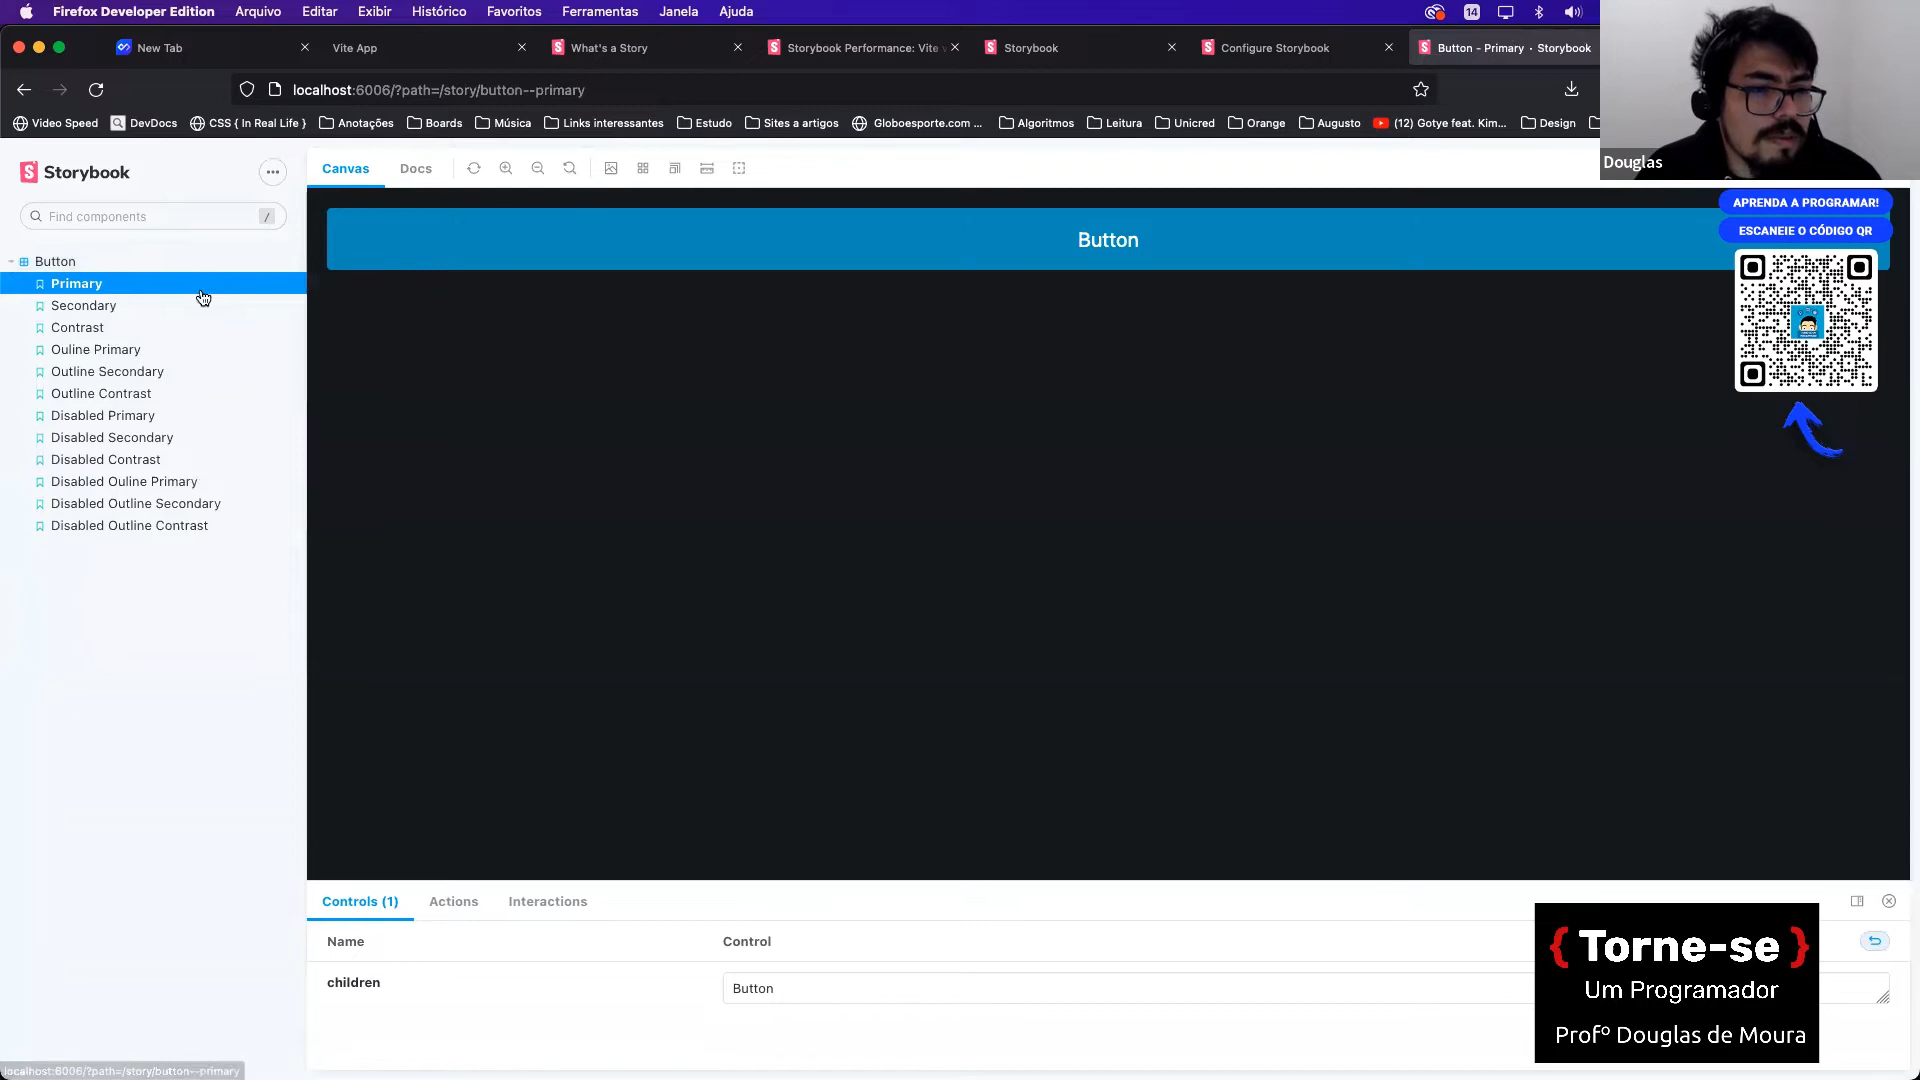 Firefox Developer Edition Arquivo Editar Exibir Histórico Favoritos Ferramentas Janela Ajuda 14
New Tab Vite App What's a Story Storybook Performance: Vite v Storybook Configure Storybook Button - Primary · Storybook
localhost:6006/?path=/story/button--primary
Video Speed DevDocs CSS { In Real Life } Anotações Boards Música Links interessantes Estudo Sites a artigos Globoesporte.com ... Algoritmos Leitura Unicred Orange Augusto (12) Gotye feat. Kim... Design
Douglas
Storybook
Canvas Docs
Find components /
APRENDA A PROGRAMAR!
ESCANEIE O CÓDIGO QR
Button
Button
Primary
Secondary
Contrast
Ouline Primary
Outline Secondary
Outline Contrast
Disabled Primary
Disabled Secondary
Disabled Contrast
Disabled Ouline Primary
Disabled Outline Secondary
Disabled Outline Contrast
Controls (1) Actions Interactions
Name Control
children Button
{ Torne-se }
Um Programador
Profº Douglas de Moura
localhost:6006/?path=/story/button--primary